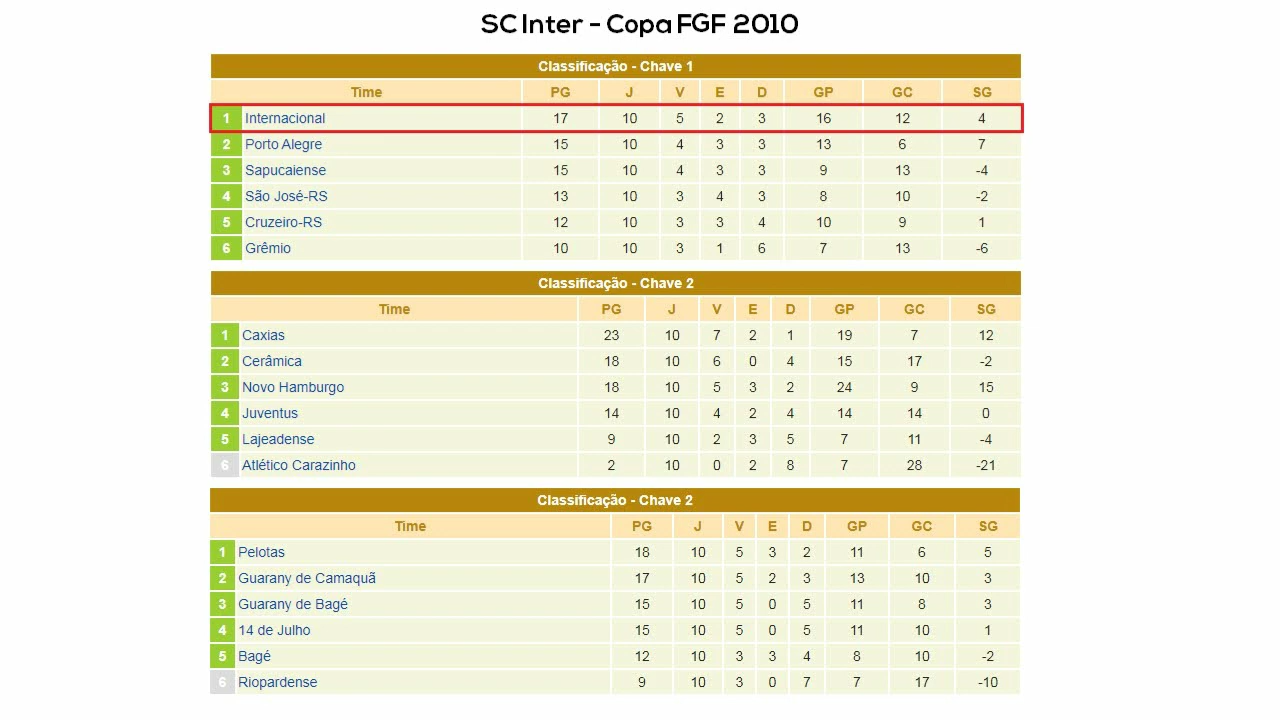 SC Inter - Copa FGF 2010
Classificação - Chave 1
Time PG J V E D GP GC SG
1 Internacional 17 10 5 2 3 16 12 4
2 Porto Alegre 15 10 4 3 3 13 6 7
3 Sapucaiense 15 10 4 3 3 9 13 -4
4 São José-RS 13 10 3 4 3 8 10 -2
5 Cruzeiro-RS 12 10 3 3 4 10 9 1
6 Grêmio 10 10 3 1 6 7 13 -6
Classificação - Chave 2
Time PG J V E D GP GC SG
1 Caxias 23 10 7 2 1 19 7 12
2 Cerâmica 18 10 6 0 4 15 17 -2
3 Novo Hamburgo 18 10 5 3 2 24 9 15
4 Juventus 14 10 4 2 4 14 14 0
5 Lajeadense 9 10 2 3 5 7 11 -4
6 Atlético Carazinho 2 10 0 2 8 7 28 -21
Classificação - Chave 2
Time PG J V E D GP GC SG
1 Pelotas 18 10 5 3 2 11 6 5
2 Guarany de Camaquã 17 10 5 2 3 13 10 3
3 Guarany de Bagé 15 10 5 0 5 11 8 3
4 14 de Julho 15 10 5 0 5 11 10 1
5 Bagé 12 10 3 3 4 8 10 -2
6 Riopardense 9 10 3 0 7 7 17 -10